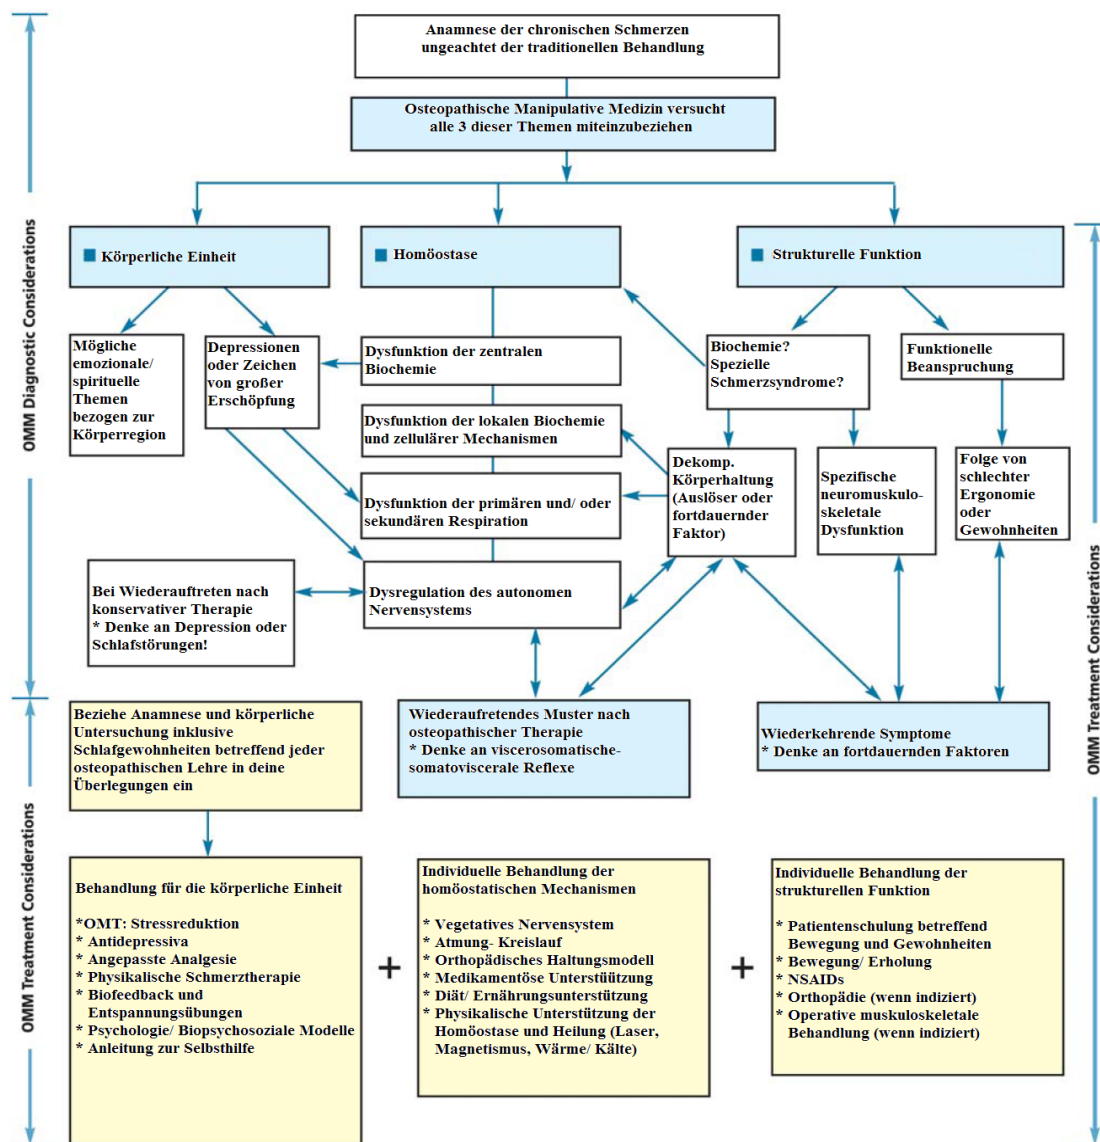 Anamnese der chronischen Schmerzen
ungeachtet der traditionellen Behandlung
Osteopathische Manipulative Medizin versucht
alle 3 dieser Themen miteinzubeziehen
OMM Diagnostic Considerations
Körperliche Einheit
Homöostase
Strukturelle Funktion
Mögliche
emozionale/
spirituelle
Themen
bezogen zur
Körperregion
Depressionen
oder Zeichen
von großer
Erschöpfung
Dysfunktion der zentralen
Biochemie
Biochemie?
Spezielle
Schmerzsyndrome?
Funktionelle
Beanspruchung
Dysfunktion der lokalen Biochemie
und zellulärer Mechanismen
Dysfunktion der primären und/ oder
sekundären Respiration
Dekomp.
Körperhaltung
(Auslöser oder
fortdauernder
Faktor)
Spezifische
neuromuskulo-
skeletale
Dysfunktion
Folge von
schlechter
Ergonomie
oder
Gewohnheiten
Bei Wiederauftreten nach
konservativer Therapie
* Denke an Depression oder
Schlafstörungen!
Dysregulation des autonomen
Nervensystems
OMM Treatment Considerations
Beziehe Anamnese und körperliche
Untersuchung inklusive
Schlafgewohnheiten betreffend jeder
osteopathischen Lehre in deine
Überlegungen ein
Wiederaufretendes Muster nach
osteopathischer Therapie
* Denke an viscerosomatische-
somatoviscerale Reflexe
Wiederkehrende Symptome
* Denke an fortdauernden Faktoren
OMM Treatment Considerations
Behandlung für die körperliche Einheit
*OMT: Stressreduktion
* Antidepressiva
* Angepasste Analgesie
* Physikalische Schmerztherapie
* Biofeedback und
Entspannungsübungen
* Psychologie/ Biopsychosoziale Modelle
* Anleitung zur Selbsthilfe
+
Individuelle Behandlung der
homöostatischen Mechanismen
* Vegetatives Nervensystem
* Atmung- Kreislauf
* Orthopädisches Haltungsmodell
* Medikamentöse Unterstüützung
* Diät/ Ernährungsunterstützung
* Physikalische Unterstützung der
Homöostase und Heilung (Laser,
Magnetismus, Wärme/ Kälte)
+
Individuelle Behandlung der
strukturellen Funktion
* Patientenschulung betreffend
Bewegung und Gewohnheiten
* Bewegung/ Erholung
* NSAIDs
* Orthopädie (wenn indiziert)
* Operative muskuloskeletale
Behandlung (wenn indiziert)